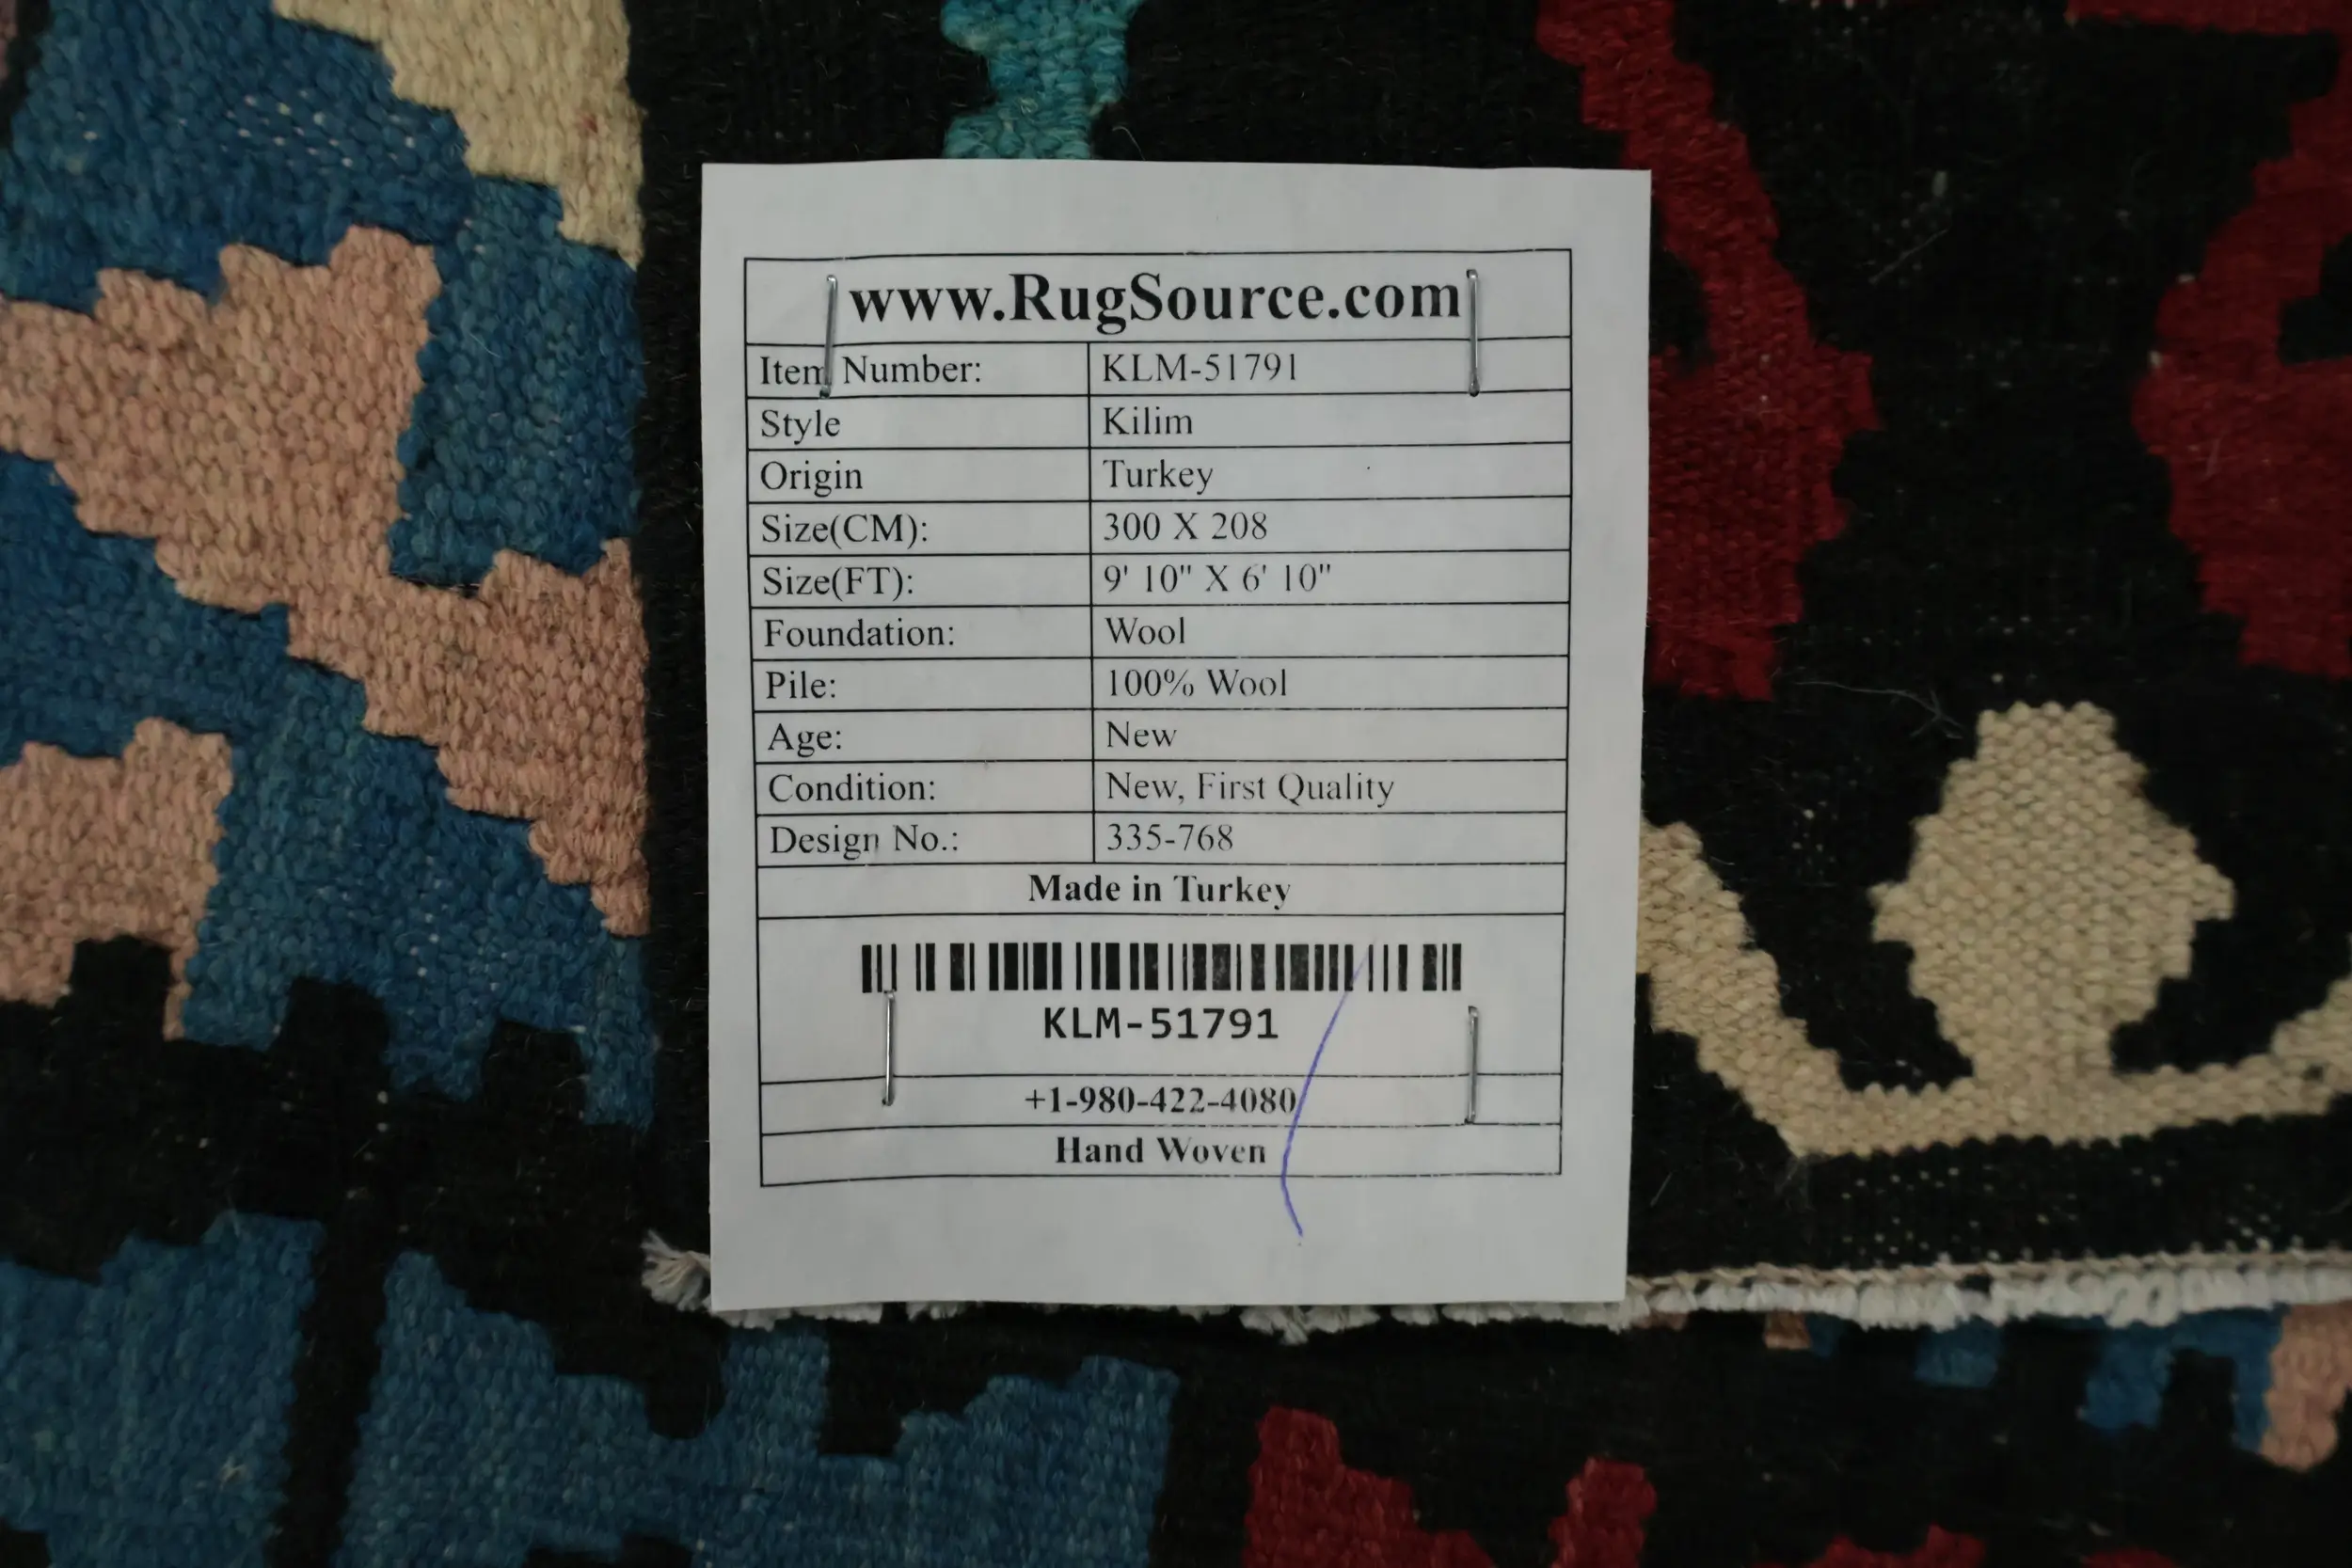 www.RugSource.com
Item Number: KLM-51791
Style Kilim
Origin Turkey
Size(CM): 300 X 208
Size(FT): 9' 10" X 6' 10"
Foundation: Wool
Pile: 100% Wool
Age: New
Condition: New, First Quality
Design No.: 335-768
Made in Turkey
KLM-51791
+1-980-422-4080
Hand Woven